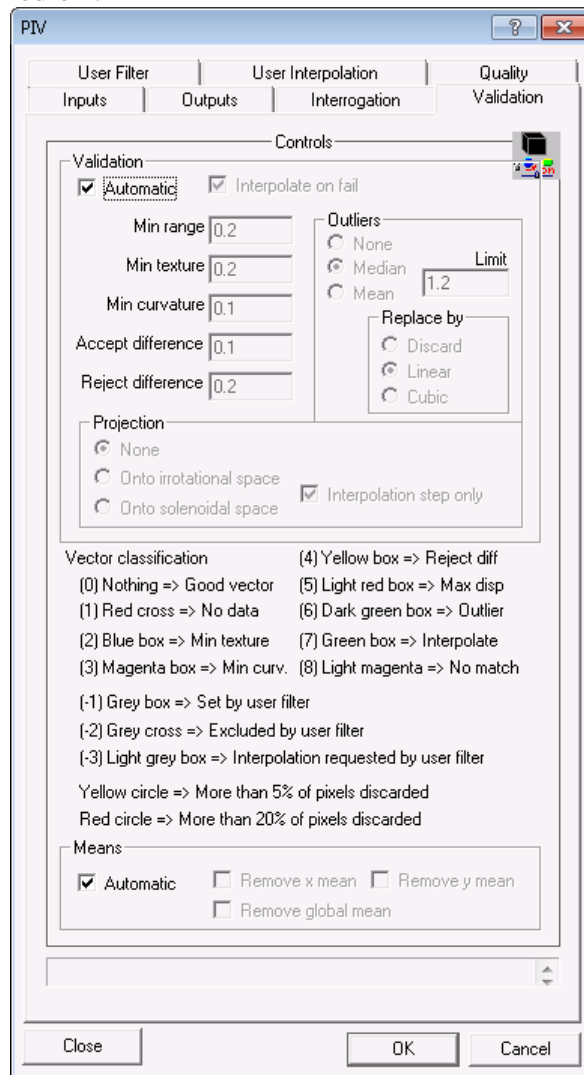 PIV
User Filter User Interpolation Quality
Inputs Outputs Interrogation Validation
Controls
Validation
Automatic Interpolate on fail
Min range 0.2
Min texture 0.2
Min curvature 0.1
Accept difference 0.1
Reject difference 0.2
Outliers
None
Median
Mean
Limit
1.2
Replace by
Discard
Linear
Cubic
Projection
None
Onto irrotational space
Onto solenoidal space
Interpolation step only
Vector classification
(0) Nothing => Good vector
(1) Red cross => No data
(2) Blue box => Min texture
(3) Magenta box => Min curv.
(4) Yellow box => Reject diff
(5) Light red box => Max disp
(6) Dark green box => Outlier
(7) Green box => Interpolate
(8) Light magenta => No match
(-1) Grey box => Set by user filter
(-2) Grey cross => Excluded by user filter
(-3) Light grey box => Interpolation requested by user filter
Yellow circle => More than 5% of pixels discarded
Red circle => More than 20% of pixels discarded
Means
Automatic Remove x mean Remove y mean
Remove global mean
Close OK Cancel